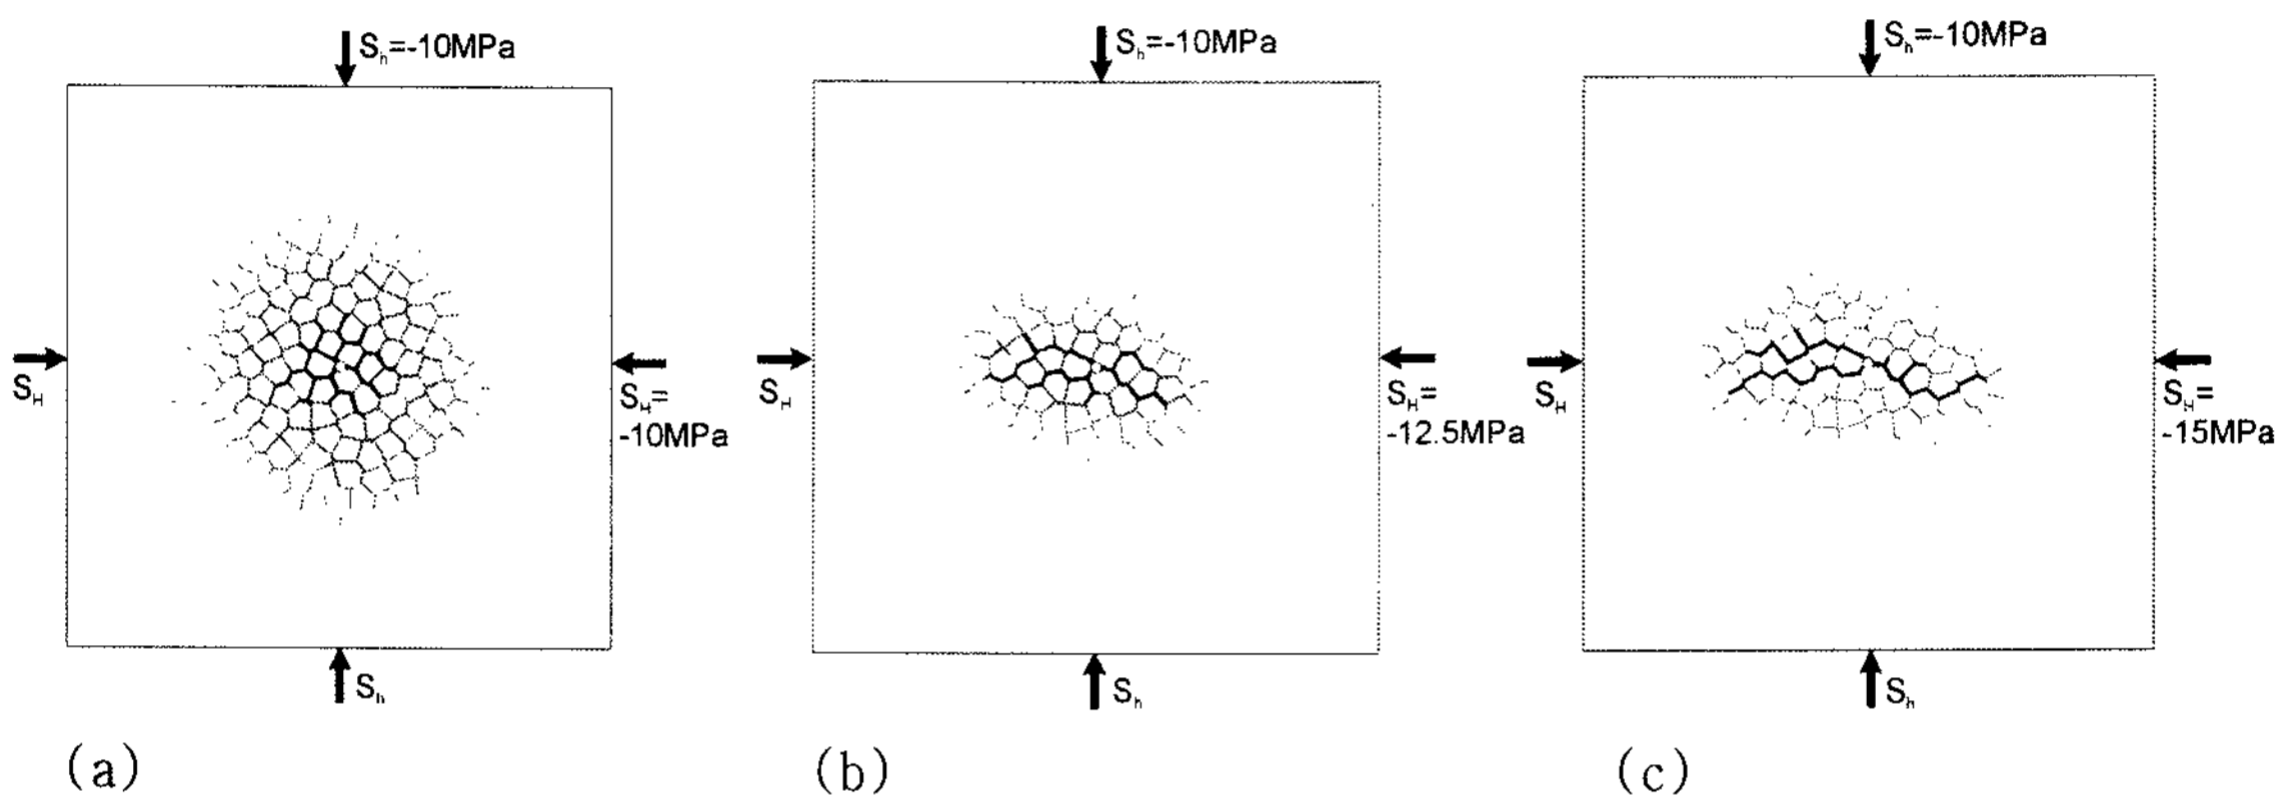 Sh=-10MPa
SH
SH=
-10MPa
Sh
(a)
Sh=-10MPa
SH
SH=
-12.5MPa
Sh
(b)
Sh=-10MPa
SH
SH=
-15MPa
Sh
(c)